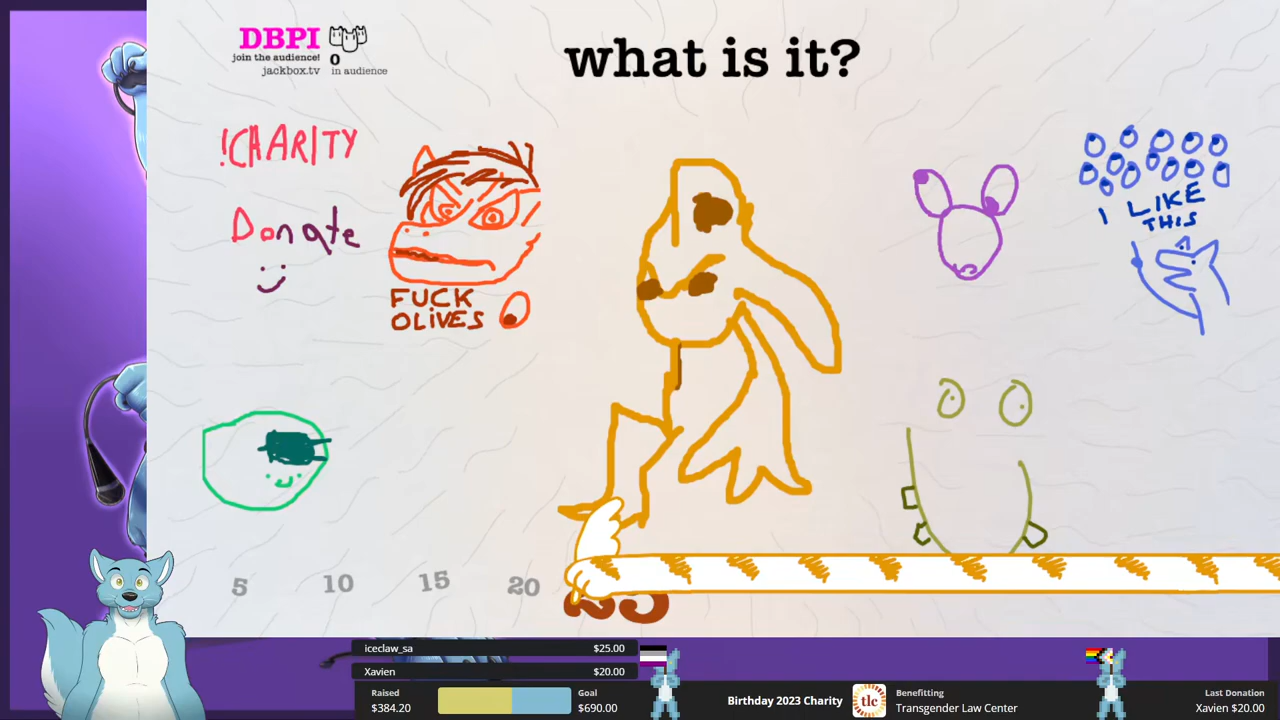 DBPI
join the audience!
jackbox.tv
0
in audience
what is it?
!CHARITY
Donate
FUCK
OLIVES
I LIKE
THIS
5
10
15
20
25
iceclaw_sa
$25.00
Xavien
$20.00
Raised
$384.20
Goal
$690.00
Birthday 2023 Charity
tlc
Benefitting
Transgender Law Center
Last Donation
Xavien $20.00